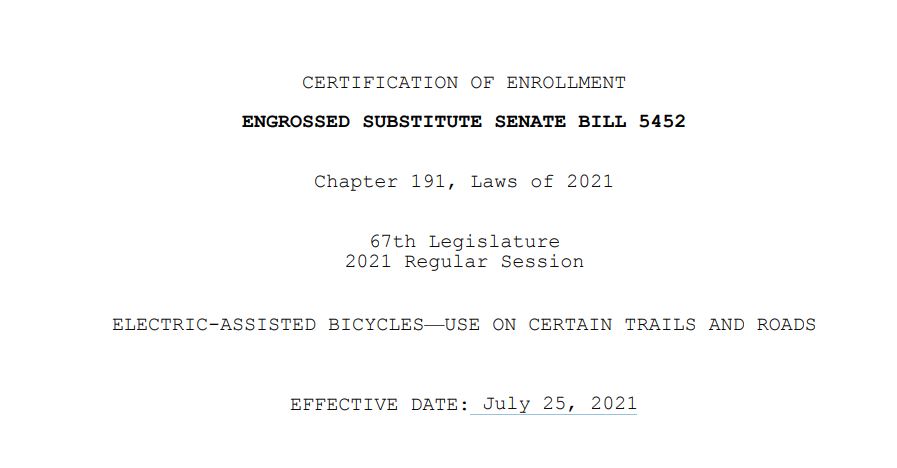 CERTIFICATION OF ENROLLMENT
ENGROSSED SUBSTITUTE SENATE BILL 5452
Chapter 191, Laws of 2021
67th Legislature
2021 Regular Session
ELECTRIC-ASSISTED BICYCLES—USE ON CERTAIN TRAILS AND ROADS
EFFECTIVE DATE: July 25, 2021